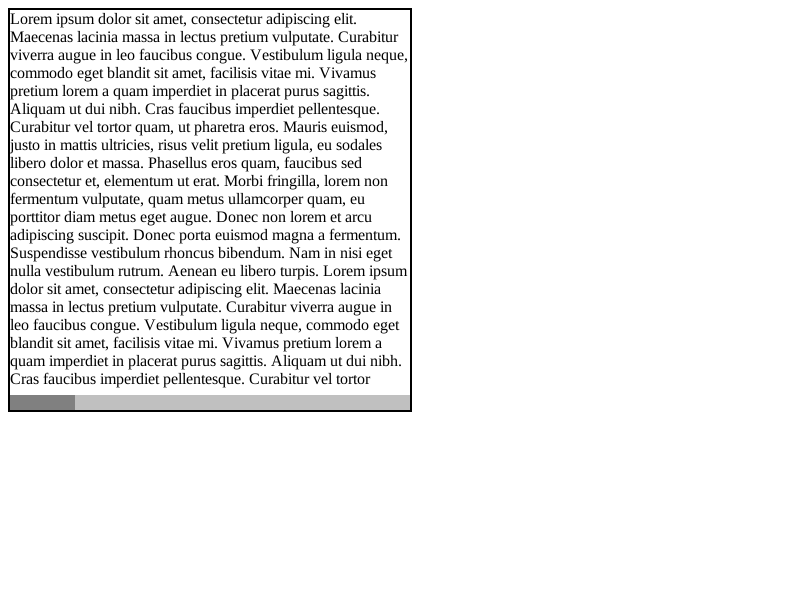 Lorem ipsum dolor sit amet, consectetur adipiscing elit.
Maecenas lacinia massa in lectus pretium vulputate. Curabitur
viverra augue in leo faucibus congue. Vestibulum ligula neque,
commodo eget blandit sit amet, facilisis vitae mi. Vivamus
pretium lorem a quam imperdiet in placerat purus sagittis.
Aliquam ut dui nibh. Cras faucibus imperdiet pellentesque.
Curabitur vel tortor quam, ut pharetra eros. Mauris euismod,
justo in mattis ultricies, risus velit pretium ligula, eu sodales
libero dolor et massa. Phasellus eros quam, faucibus sed
consectetur et, elementum ut erat. Morbi fringilla, lorem non
fermentum vulputate, quam metus ullamcorper quam, eu
porttitor diam metus eget augue. Donec non lorem et arcu
adipiscing suscipit. Donec porta euismod magna a fermentum.
Suspendisse vestibulum rhoncus bibendum. Nam in nisi eget
nulla vestibulum rutrum. Aenean eu libero turpis. Lorem ipsum
dolor sit amet, consectetur adipiscing elit. Maecenas lacinia
massa in lectus pretium vulputate. Curabitur viverra augue in
leo faucibus congue. Vestibulum ligula neque, commodo eget
blandit sit amet, facilisis vitae mi. Vivamus pretium lorem a
quam imperdiet in placerat purus sagittis. Aliquam ut dui nibh.
Cras faucibus imperdiet pellentesque. Curabitur vel tortor